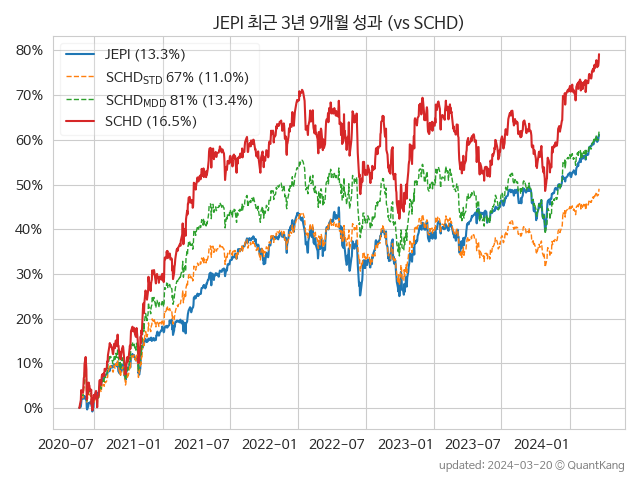 JEPI 최근 3년 9개월 성과 (vs SCHD)
JEPI (13.3%)
SCHD_STD 67% (11.0%)
SCHD_MDD 81% (13.4%)
SCHD (16.5%)
80%
70%
60%
50%
40%
30%
20%
10%
0%
2020-07 2021-01 2021-07 2022-01 2022-07 2023-01 2023-07 2024-01
updated: 2024-03-20 © QuantKang